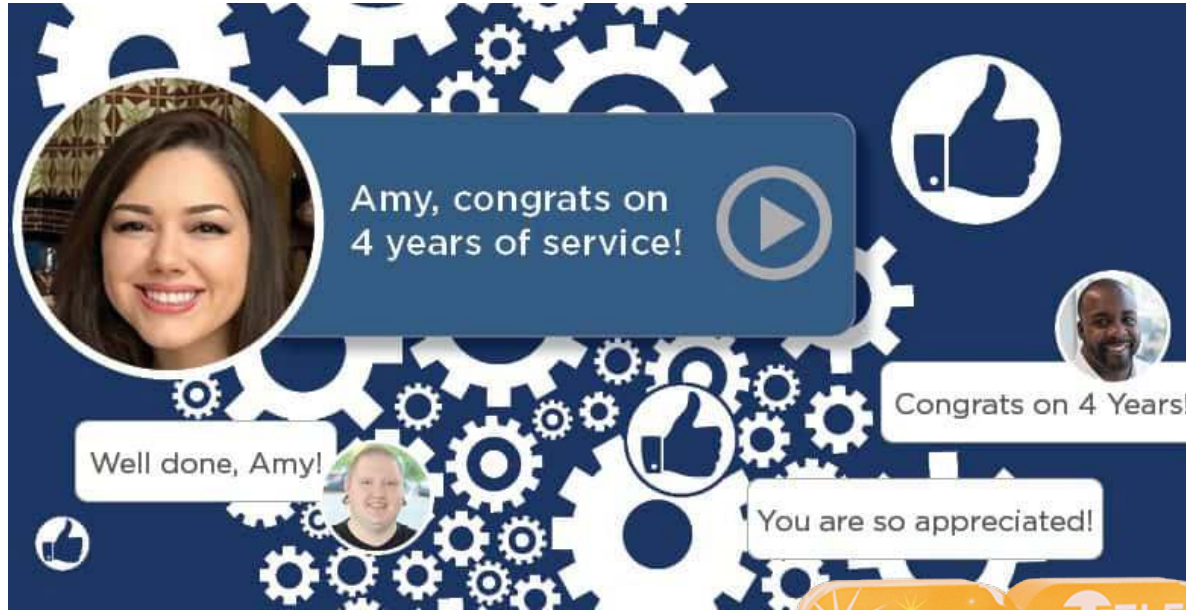 Amy, congrats on
4 years of service!
Congrats on 4 Years!
Well done, Amy!
You are so appreciated!